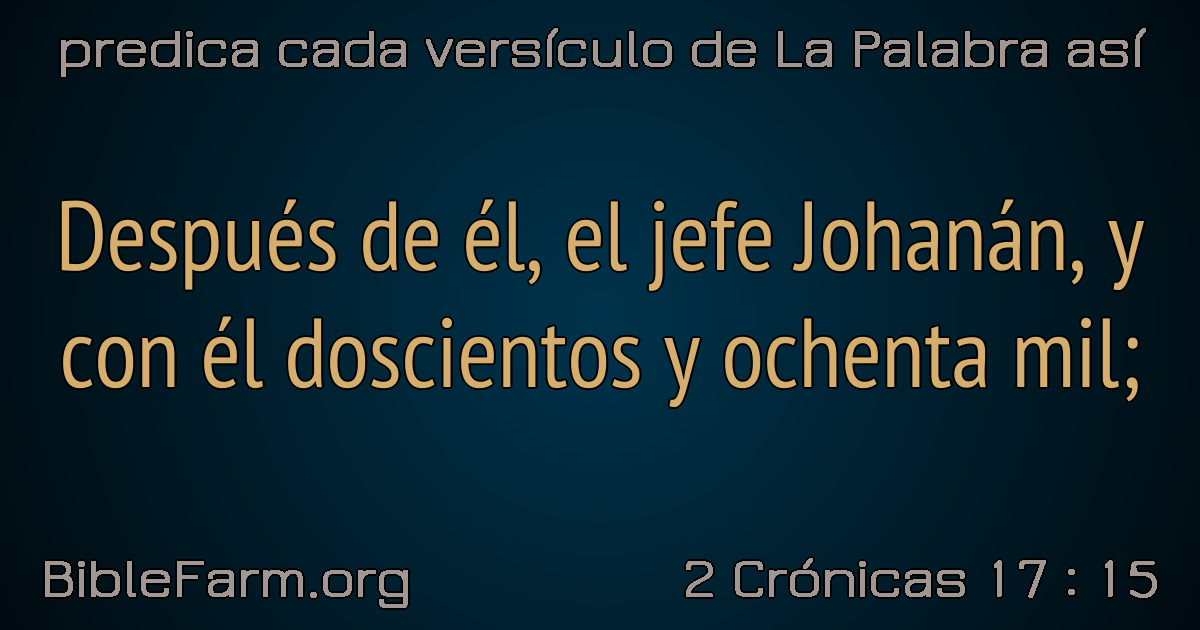 predica cada versículo de La Palabra así
Después de él, el jefe Johanán, y
con él doscientos y ochenta mil;
BibleFarm.org
2 Crónicas 17 : 15